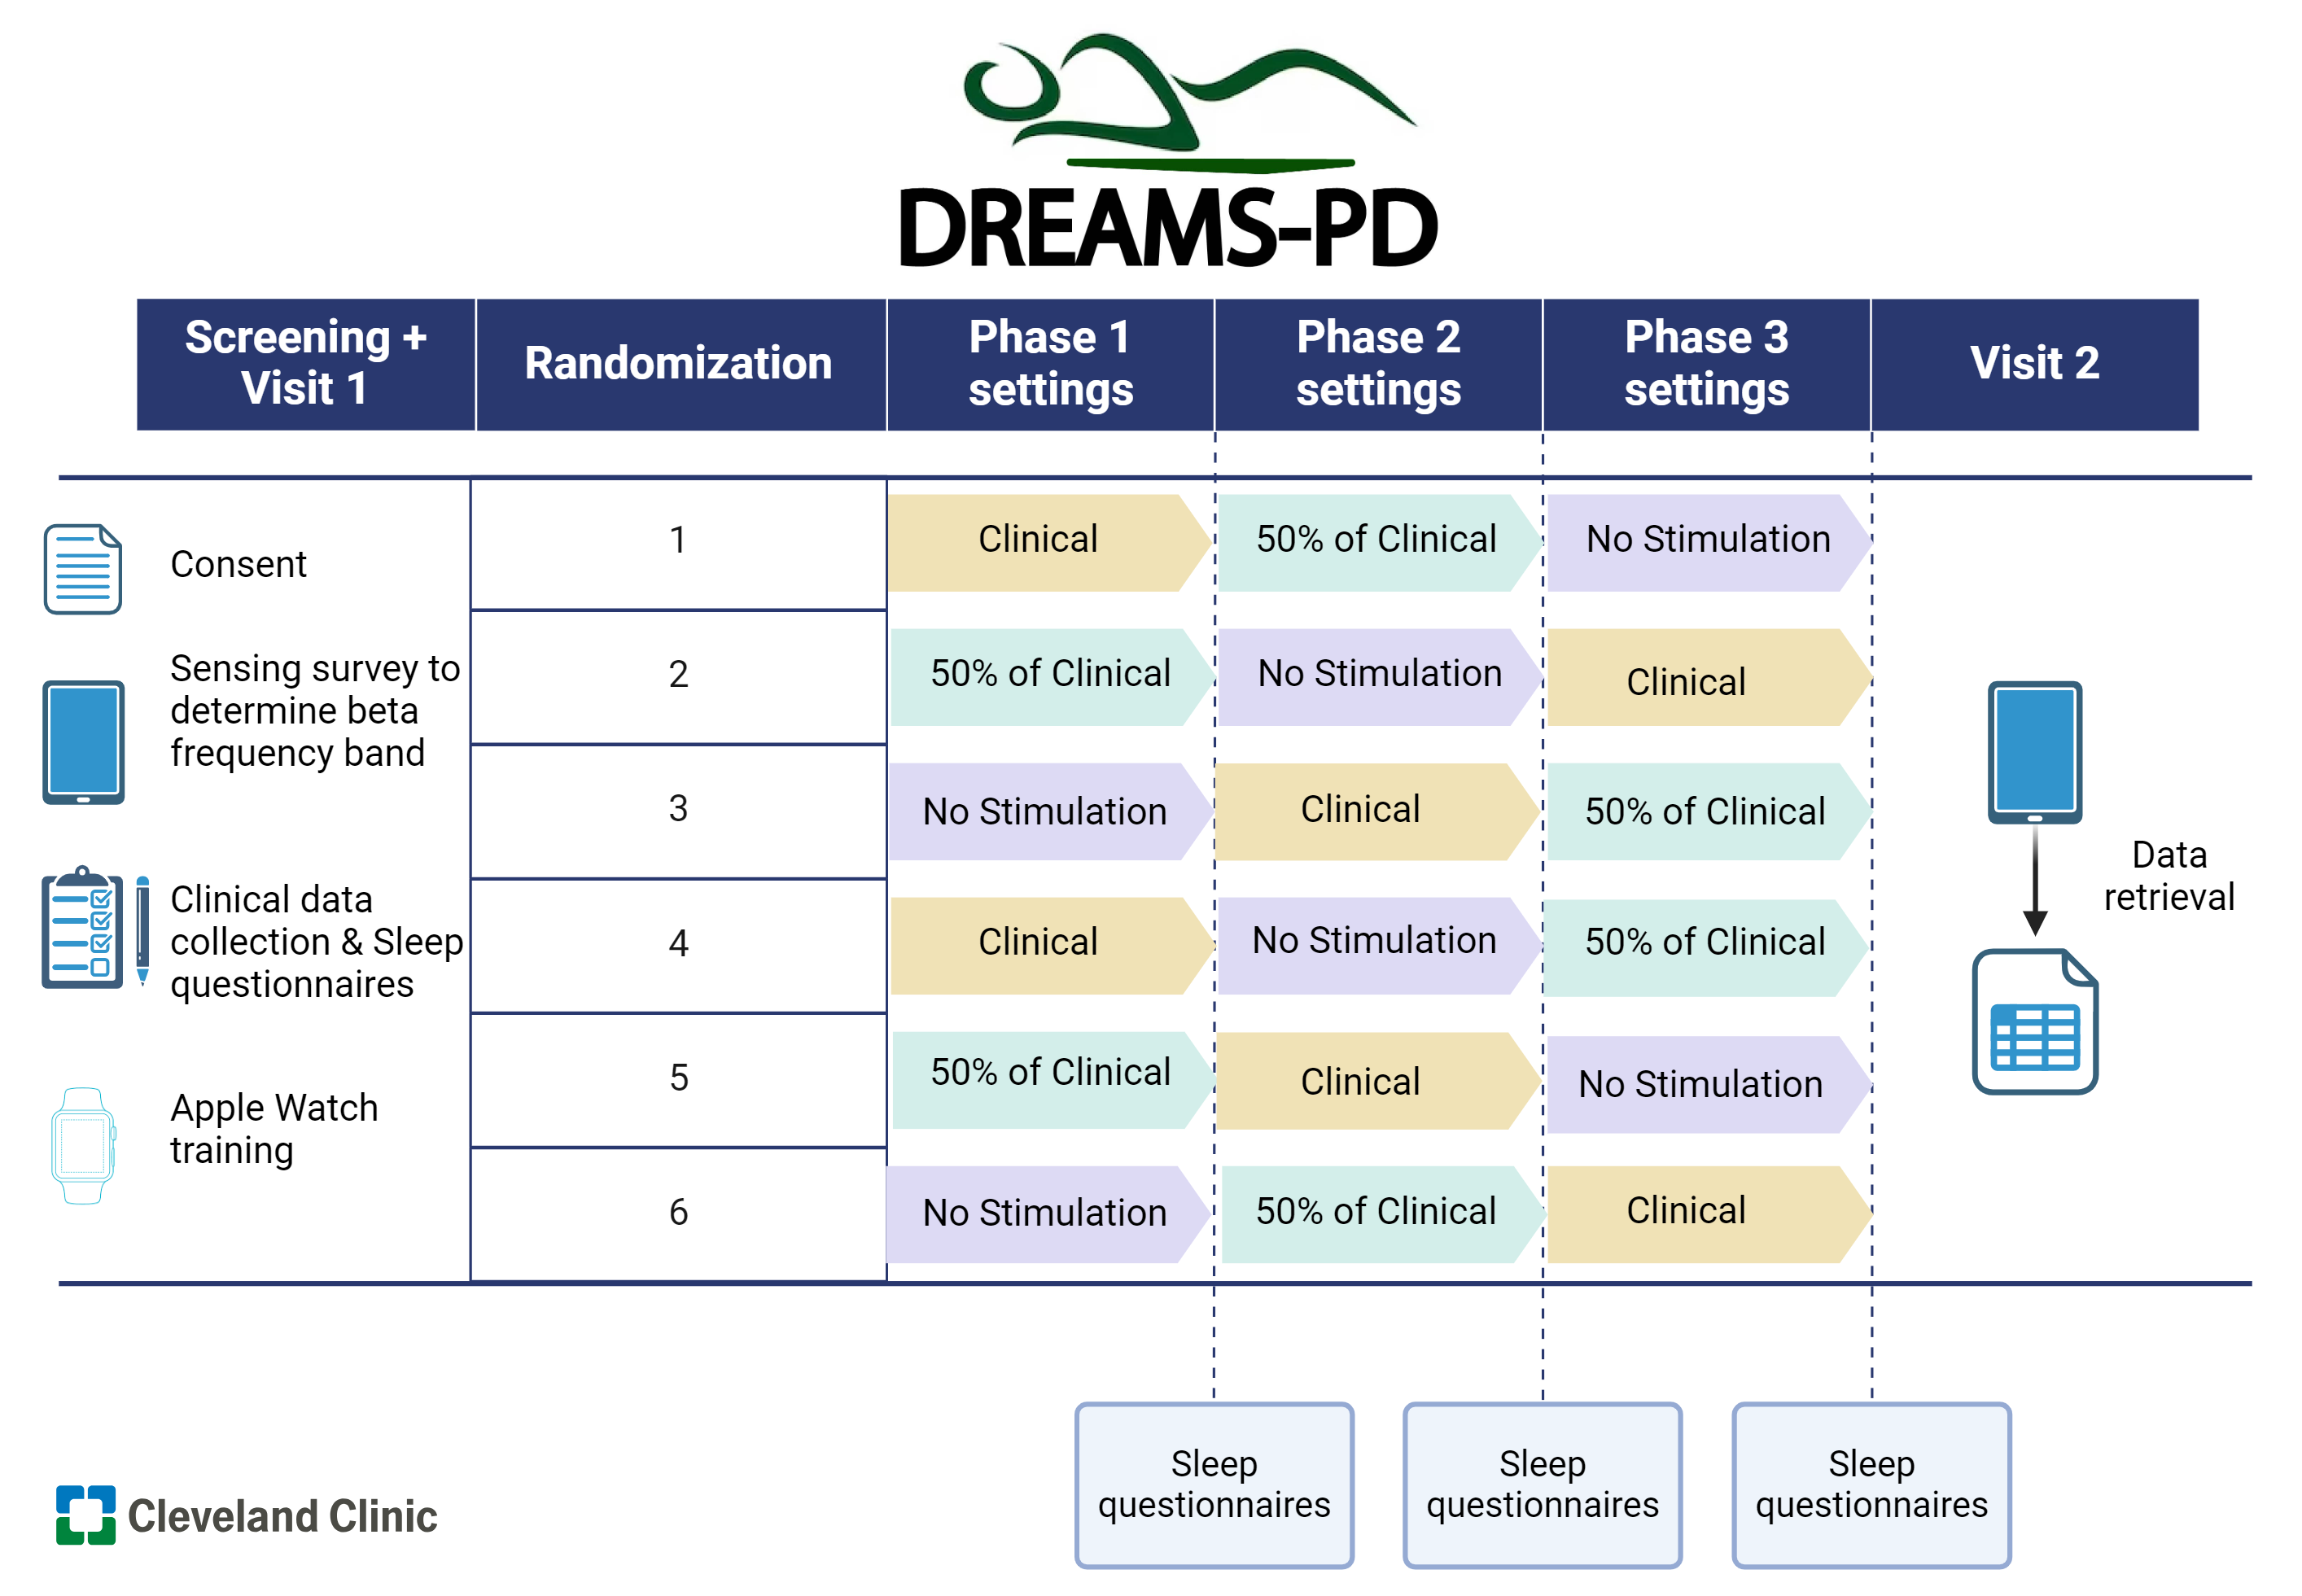 DREAMS-PD
Screening +
Visit 1
Randomization
Phase 1
settings
Phase 2
settings
Phase 3
settings
Visit 2
Consent
Sensing survey to
determine beta
frequency band
Clinical data
collection & Sleep
questionnaires
Apple Watch
training
1
Clinical
50% of Clinical
No Stimulation
2
50% of Clinical
No Stimulation
Clinical
3
No Stimulation
Clinical
50% of Clinical
4
Clinical
No Stimulation
50% of Clinical
5
50% of Clinical
Clinical
No Stimulation
6
No Stimulation
50% of Clinical
Clinical
Data
retrieval
Sleep
questionnaires
Sleep
questionnaires
Sleep
questionnaires
Cleveland Clinic